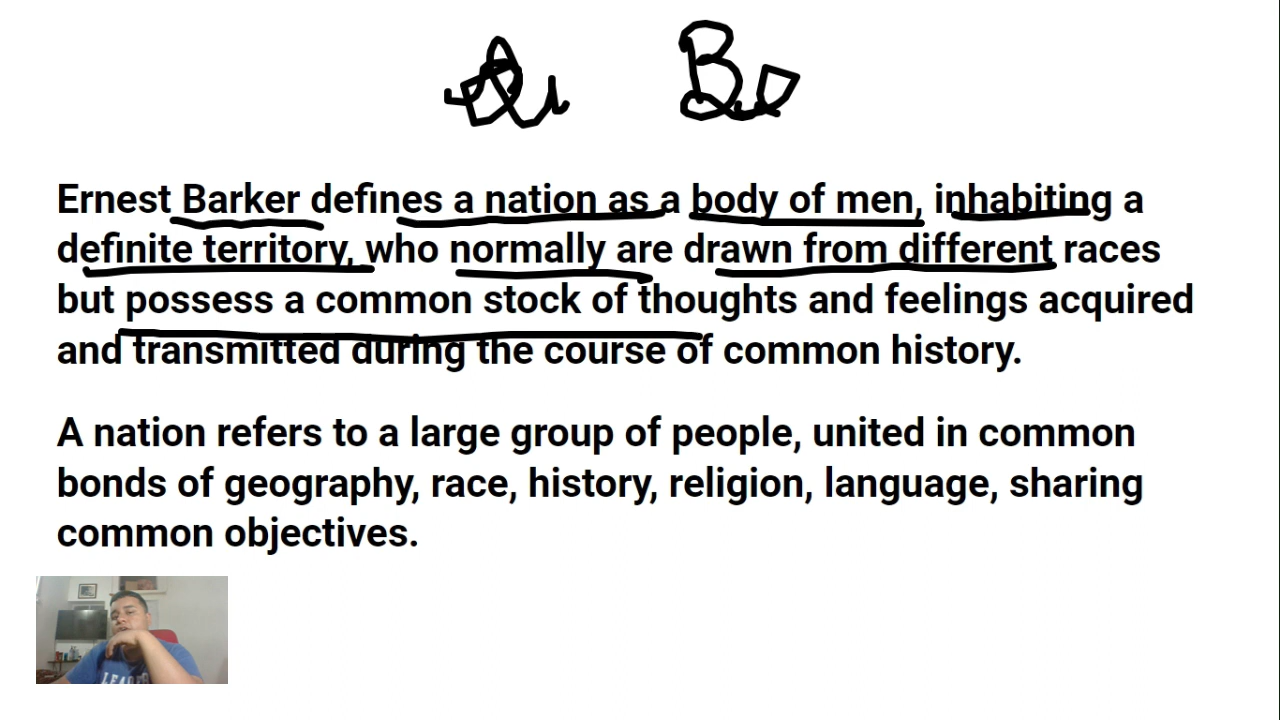 Ernest Barker defines a nation as a body of men, inhabiting a
definite territory, who normally are drawn from different races
but possess a common stock of thoughts and feelings acquired
and transmitted during the course of common history.
A nation refers to a large group of people, united in common
bonds of geography, race, history, religion, language, sharing
common objectives.